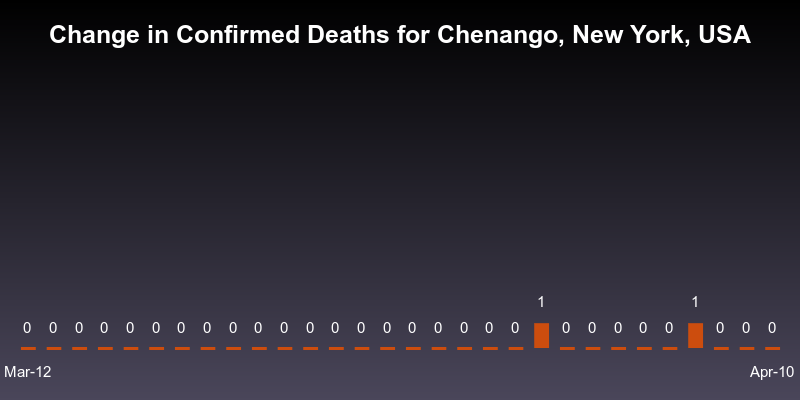 Change in Confirmed Deaths for Chenango, New York, USA
1 1
0 0 0 0 0 0 0 0 0 0 0 0 0 0 0 0 0 0 0 0 0 0 0 0 0 0 0 0
Mar-12 Apr-10